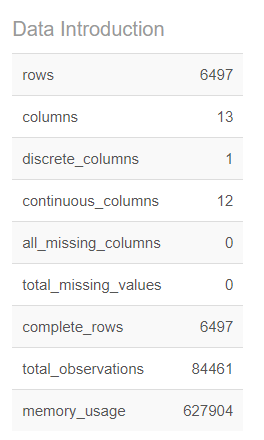 Data Introduction
rows 6497
columns 13
discrete_columns 1
continuous_columns 12
all_missing_columns 0
total_missing_values 0
complete_rows 6497
total_observations 84461
memory_usage 627904